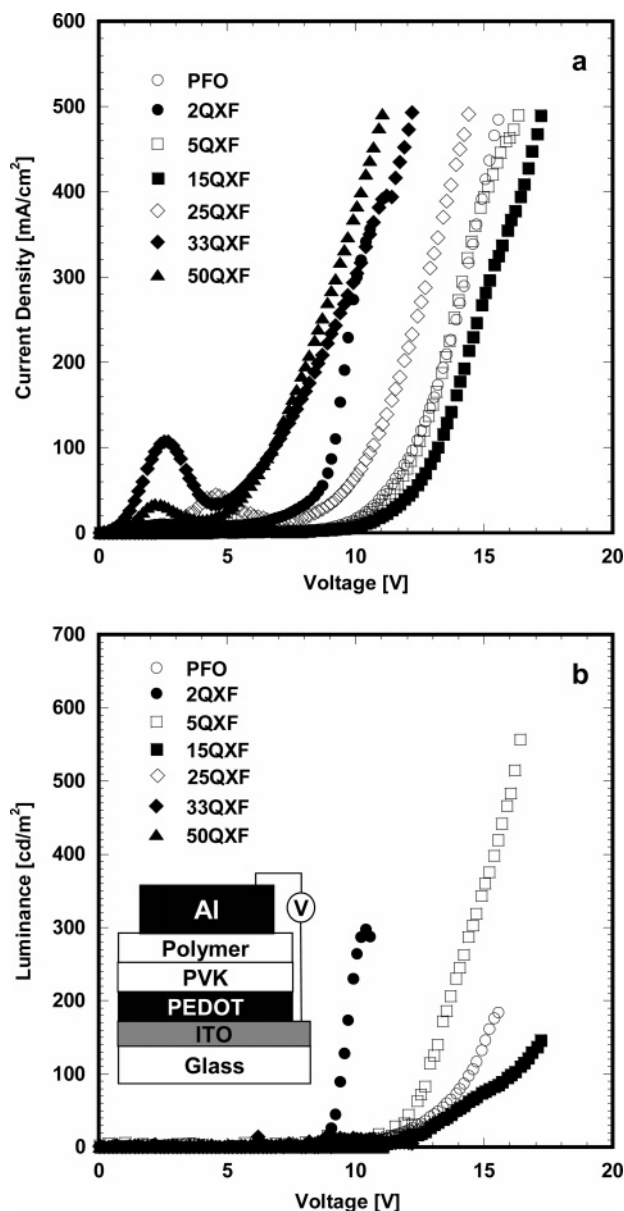 a
600
500
400
300
200
100
0
Current Density [mA/cm²]
PFO
2QXF
5QXF
15QXF
25QXF
33QXF
50QXF
0 5 10 15 20
Voltage [V]
b
700
600
500
400
300
200
100
0
Luminance [cd/m²]
PFO
2QXF
5QXF
15QXF
25QXF
33QXF
50QXF
Al
V
Polymer
PVK
PEDOT
ITO
Glass
0 5 10 15 20
Voltage [V]